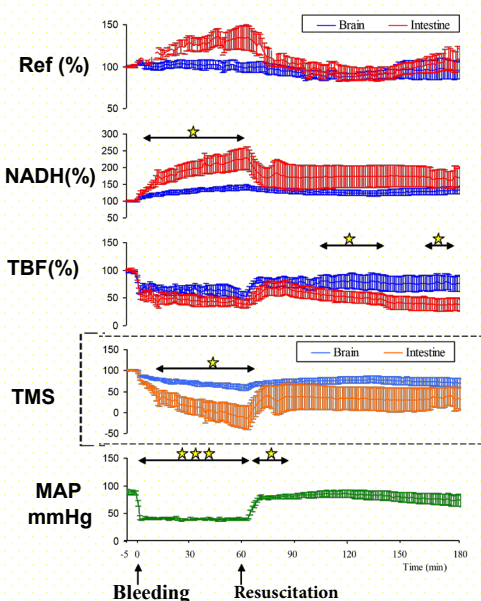 Brain Intestine
Ref (%)
150
100
50
NADH(%)
300
250
200
150
100
50
TBF(%)
150
100
50
0
Brain Intestine
TMS
150
100
50
0
-50
MAP
mmHg
150
100
50
0
-5 0 30 60 90 120 150 180
Time (min)
Bleeding Resuscitation